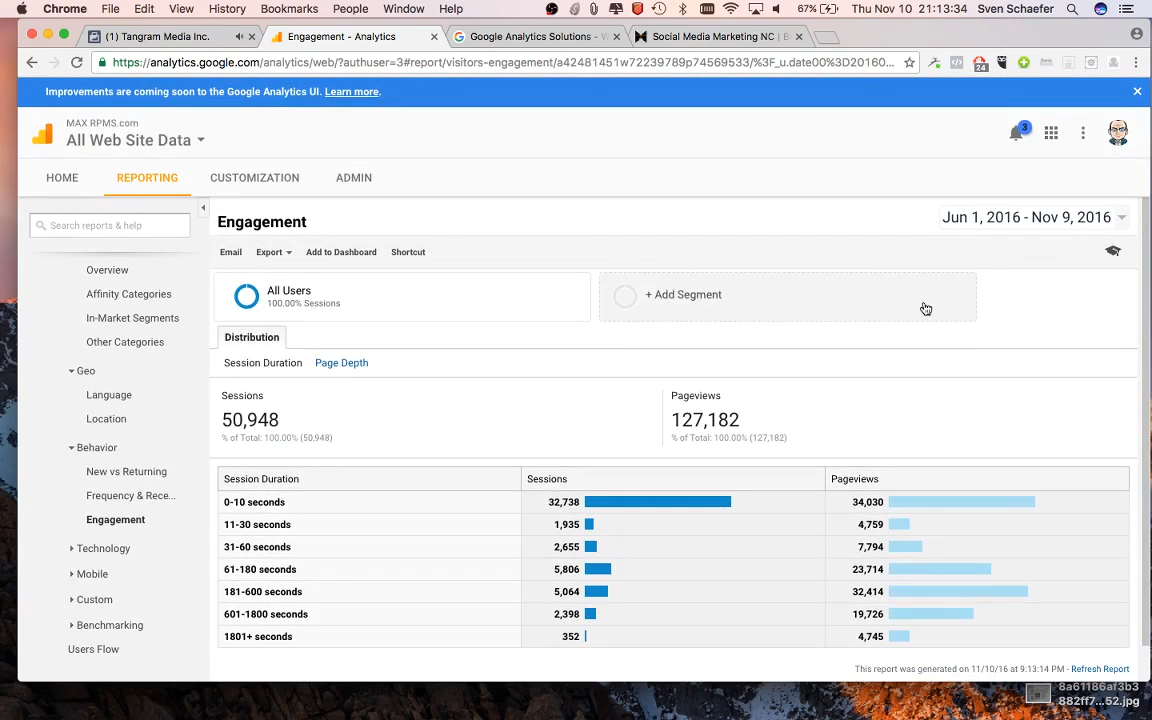 Chrome File Edit View History Bookmarks People Window Help 67% Thu Nov 10 21:13:34 Sven Schaefer
(1) Tangram Media Inc.
Engagement - Analytics
Google Analytics Solutions -
Social Media Marketing NC |
https://analytics.google.com/analytics/web/?authuser=3#report/visitors-engagement/a42481451w72239789p74569533/%3F_u.date00%3D20160...
24
Improvements are coming soon to the Google Analytics UI. Learn more.
MAX RPMS.com
All Web Site Data
3
HOME REPORTING CUSTOMIZATION ADMIN
Search reports & help
Overview
Affinity Categories
In-Market Segments
Other Categories
Geo
Language
Location
Behavior
New vs Returning
Frequency & Rece...
Engagement
Technology
Mobile
Custom
Benchmarking
Users Flow
Engagement
Jun 1, 2016 - Nov 9, 2016
Email Export Add to Dashboard Shortcut
All Users
100.00% Sessions
+ Add Segment
Distribution
Session Duration Page Depth
Sessions
50,948
% of Total: 100.00% (50,948)
Pageviews
127,182
% of Total: 100.00% (127,182)
Session Duration Sessions Pageviews
0-10 seconds 32,738 34,030
11-30 seconds 1,935 4,759
31-60 seconds 2,655 7,794
61-180 seconds 5,806 23,714
181-600 seconds 5,064 32,414
601-1800 seconds 2,398 19,726
1801+ seconds 352 4,745
This report was generated on 11/10/16 at 9:13:14 PM - Refresh Report
8a61186af3b3
882ff7...52.jpg